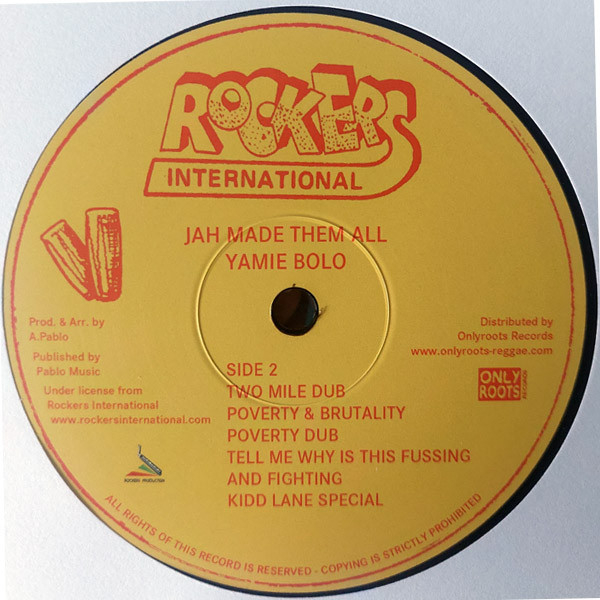 ROCKERS
INTERNATIONAL
JAH MADE THEM ALL
YAMIE BOLO
Prod. & Arr. by
A.Pablo
Published by
Pablo Music
Under license from
Rockers International
www.rockersinternational.com
Distributed by
Onlyroots Records
www.onlyroots-reggae.com
ONLY
ROOTS
RECORDS
SIDE 2
TWO MILE DUB
POVERTY & BRUTALITY
POVERTY DUB
TELL ME WHY IS THIS FUSSING
AND FIGHTING
KIDD LANE SPECIAL
ROCKERS PRODUCTION
ALL RIGHTS OF THIS RECORD IS RESERVED - COPYING IS STRICTLY PROHIBITED